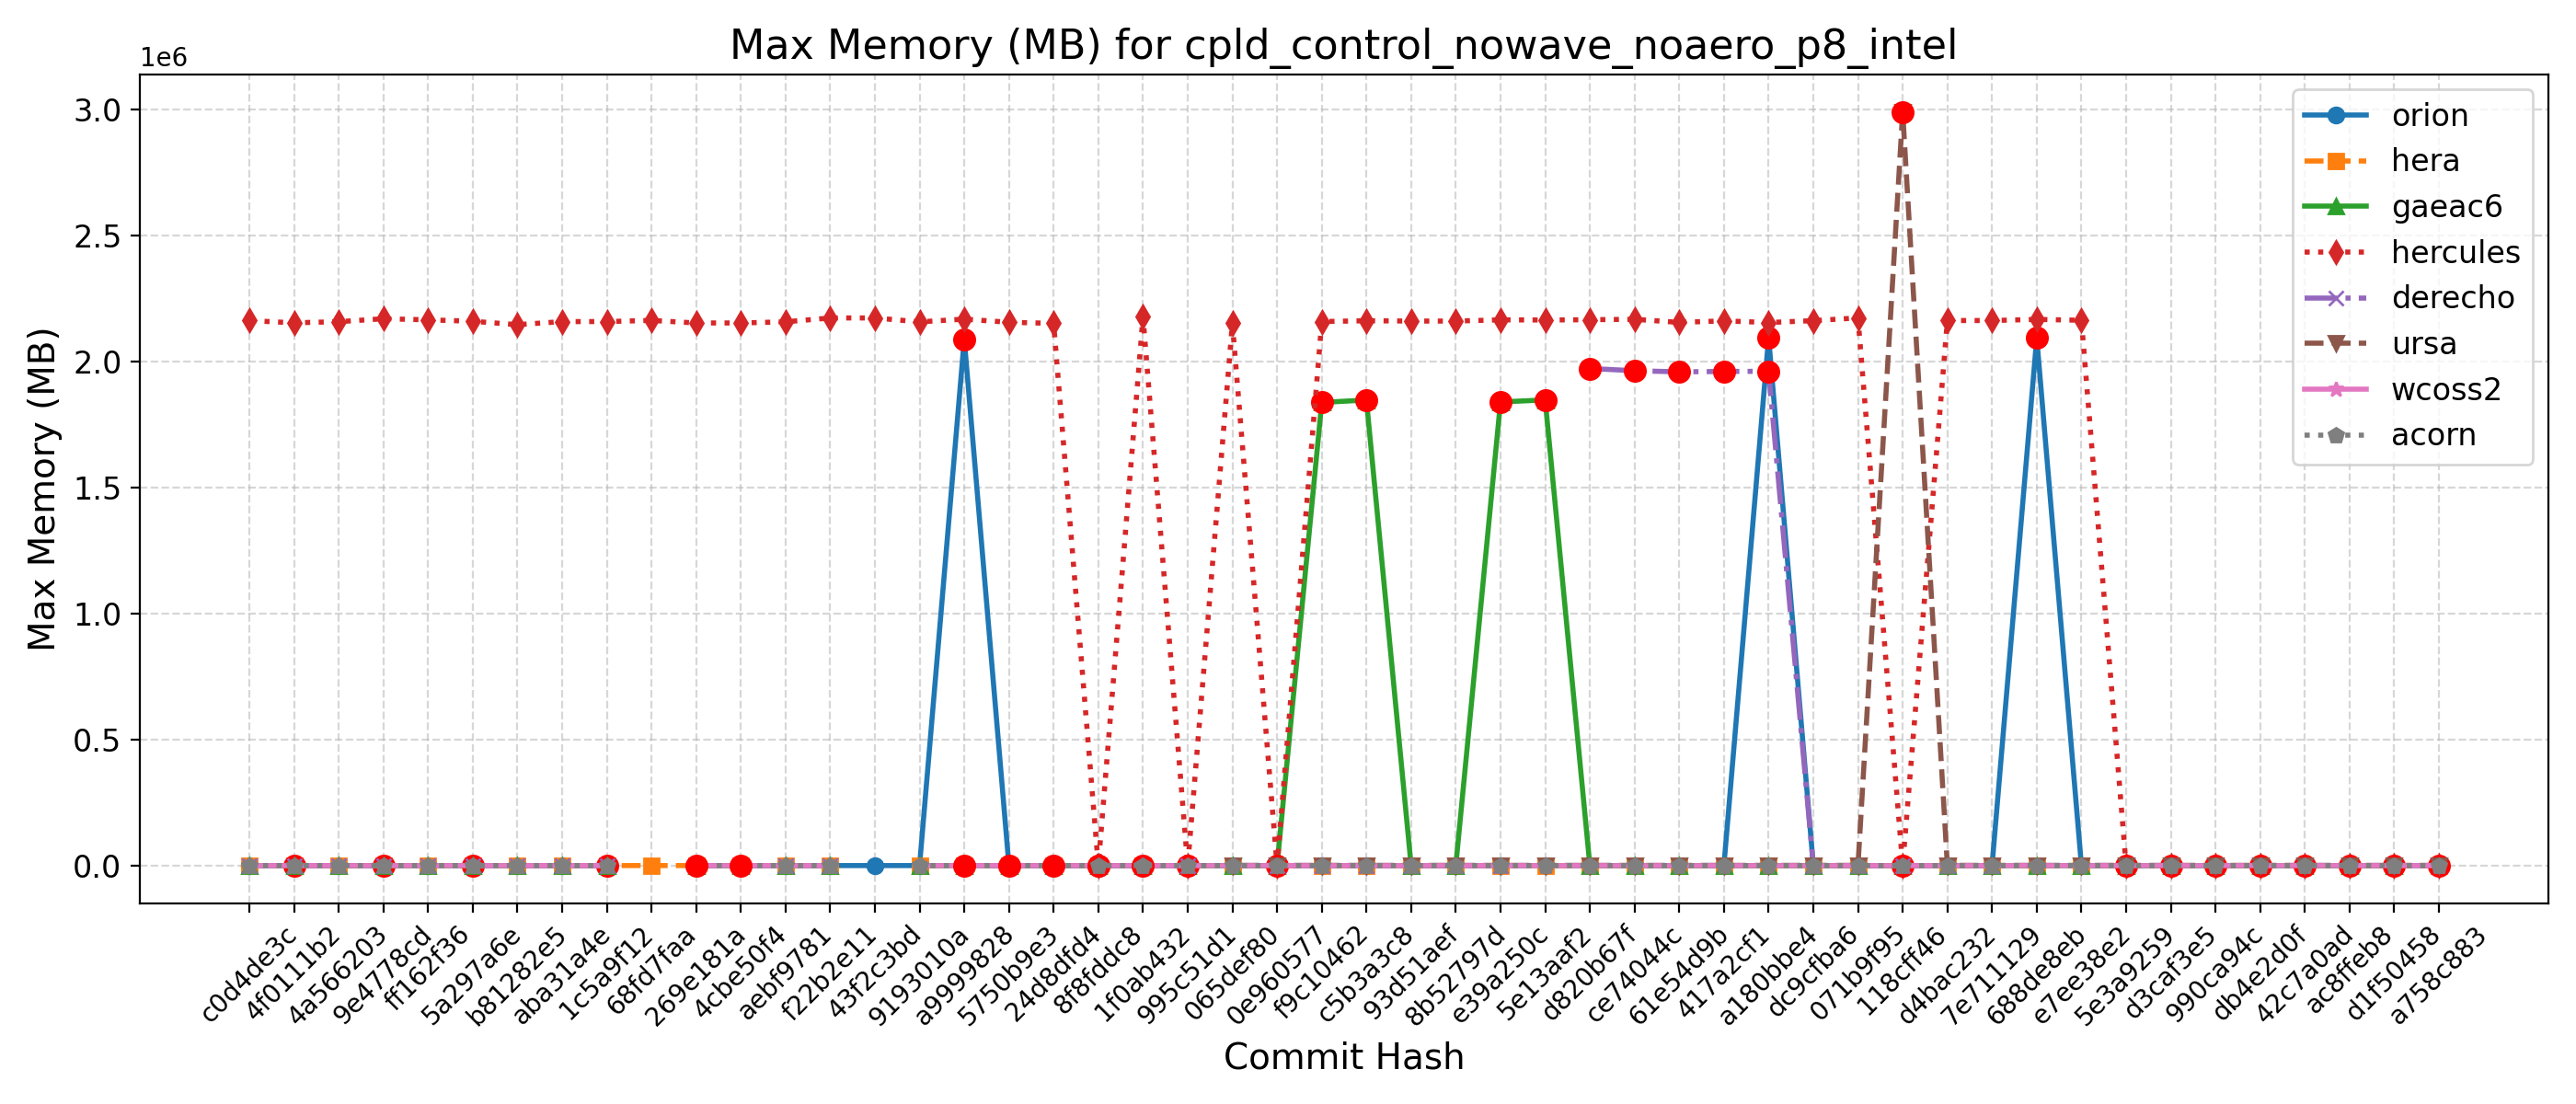 Max Memory (MB) for cpld_control_nowave_noaero_p8_intel
1e6
3.0
2.5
2.0
1.5
1.0
0.5
0.0
Max Memory (MB)
orion
hera
gaeac6
hercules
derecho
ursa
wcoss2
acorn
c0d4de3c
4f0111b2
4a566203
9e4778cd
ff162f36
5a297a6e
b81282e5
aba31a4e
1c5a9f12
68fd7faa
269e181a
4cbe50f4
aebf9781
f22b2e11
43f2c3bd
9193010a
a9999828
5750b9e3
24d8dfd4
8f8fddc8
1f0ab432
995c51d1
065def80
0e960577
f9c10462
c5b3a3c8
93d51aef
8b52797d
e39a250c
5e13aaf2
d820b67f
ce74044c
61e54d9b
417a2cf1
a180bbe4
dc9cfba6
071b9f95
118cff46
d4bac232
7e711129
688de8eb
e7ee38e2
5e3a9259
d3caf3e5
990ca94c
db4e2d0f
42c7a0ad
ac8ffeb8
d1f50458
a758c883
Commit Hash